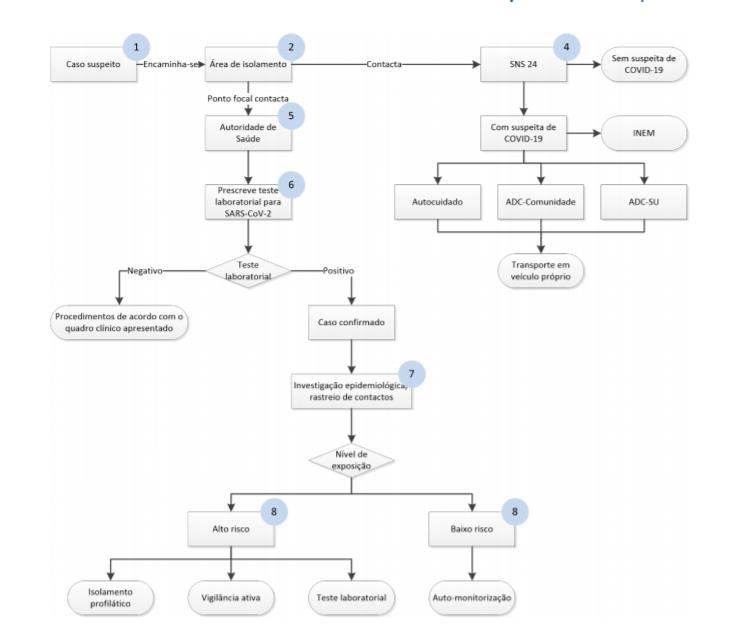 1
Caso suspeito
Encaminha-se
2
Área de isolamento
Contacta
4
SNS 24
Sem suspeita de
COVID-19
Ponto focal contacta
5
Autoridade de
Saúde
Com suspeita de
COVID-19
INEM
6
Prescreve teste
laboratorial para
SARS-CoV-2
Autocuidado
ADC-Comunidade
ADC-SU
Negativo
Teste
laboratorial
Positivo
Transporte em
veículo próprio
Procedimentos de acordo com o
quadro clínico apresentado
Caso confirmado
7
Investigação epidemiológica,
rastreio de contactos
Nível de
exposição
8
Alto risco
8
Baixo risco
Isolamento
profilático
Vigilância ativa
Teste laboratorial
Auto-monitorização